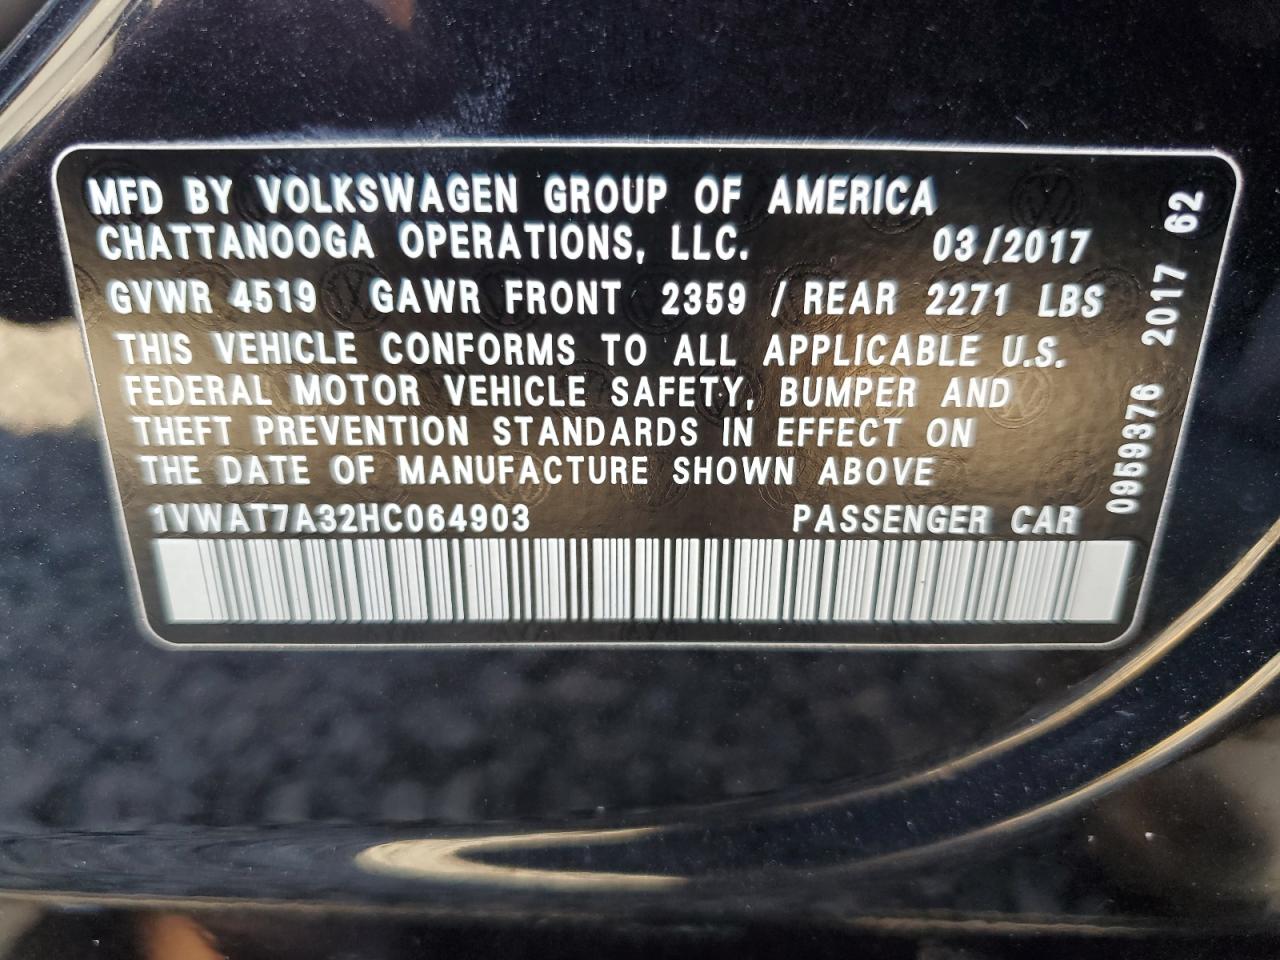 MFD BY VOLKSWAGEN GROUP OF AMERICA
CHATTANOOGA OPERATIONS, LLC. 03/2017
GVWR 4519 GAWR FRONT 2359 / REAR 2271 LBS
THIS VEHICLE CONFORMS TO ALL APPLICABLE U.S.
FEDERAL MOTOR VEHICLE SAFETY, BUMPER AND
THEFT PREVENTION STANDARDS IN EFFECT ON
THE DATE OF MANUFACTURE SHOWN ABOVE
1VWAT7A32HC064903 PASSENGER CAR
0959376 2017 62